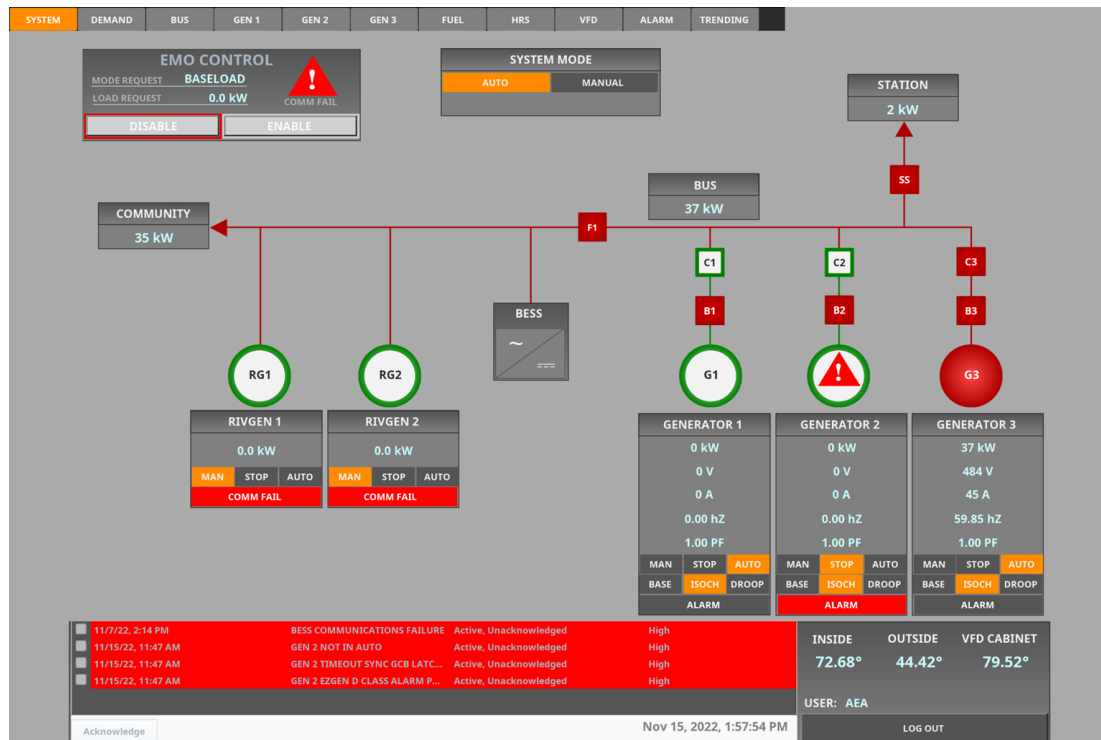 SYSTEM DEMAND BUS GEN 1 GEN 2 GEN 3 FUEL HRS VFD ALARM TRENDING
EMO CONTROL
MODE REQUEST BASELOAD
LOAD REQUEST 0.0 kW
COMM FAIL
DISABLE ENABLE
SYSTEM MODE
AUTO MANUAL
STATION
2 kW
SS
BUS
37 kW
COMMUNITY
35 kW
F1
C1 C2 C3
B1 B2 B3
BESS
RG1 RG2 G1 G3
RIVGEN 1
0.0 kW
MAN STOP AUTO
COMM FAIL
RIVGEN 2
0.0 kW
MAN STOP AUTO
COMM FAIL
GENERATOR 1
0 kW
0 V
0 A
0.00 hZ
1.00 PF
MAN STOP AUTO
BASE ISOCH DROOP
ALARM
GENERATOR 2
0 kW
0 V
0 A
0.00 hZ
1.00 PF
MAN STOP AUTO
BASE ISOCH DROOP
ALARM
GENERATOR 3
37 kW
484 V
45 A
59.85 hZ
1.00 PF
MAN STOP AUTO
BASE ISOCH DROOP
ALARM
11/7/22, 2:14 PM BESS COMMUNICATIONS FAILURE Active, Unacknowledged High
11/15/22, 11:47 AM GEN 2 NOT IN AUTO Active, Unacknowledged High
11/15/22, 11:47 AM GEN 2 TIMEOUT SYNC GCB LATC... Active, Unacknowledged High
11/15/22, 11:47 AM GEN 2 EZGEN D CLASS ALARM P... Active, Unacknowledged High
Acknowledge
Nov 15, 2022, 1:57:54 PM
INSIDE OUTSIDE VFD CABINET
72.68° 44.42° 79.52°
USER: AEA
LOG OUT